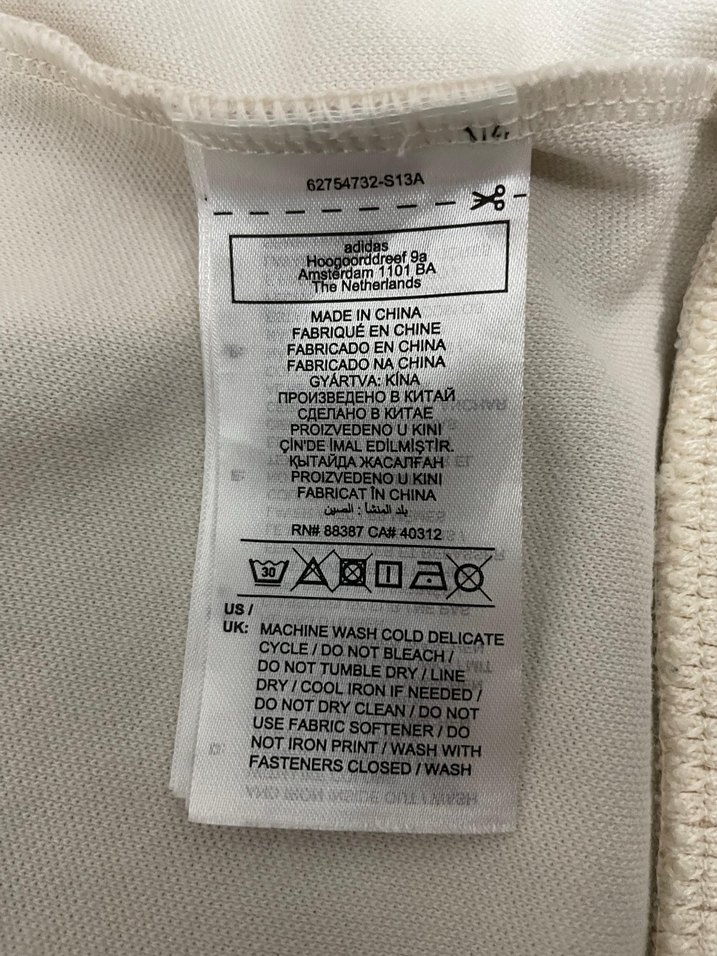 62754732-S13A
adidas
Hoogoorddreef 9a
Amsterdam 1101 BA
The Netherlands
MADE IN CHINA
FABRIQUÉ EN CHINE
FABRICADO EN CHINA
FABRICADO NA CHINA
GYÁRTVA: KÍNA
ПРОИЗВЕДЕНО В КИТАЙ
СДЕЛАНО В КИТАЕ
PROIZVEDENO U KINI
ÇİN'DE İMAL EDİLMİŞTİR.
ҚЫТАЙДА ЖАСАЛҒАН
PROIZVEDENO U KINI
FABRICAT ÎN CHINA
بلد المنشأ : الصين
RN# 88387 CA# 40312
30
US /
UK: MACHINE WASH COLD DELICATE
CYCLE / DO NOT BLEACH /
DO NOT TUMBLE DRY / LINE
DRY / COOL IRON IF NEEDED /
DO NOT DRY CLEAN / DO NOT
USE FABRIC SOFTENER / DO
NOT IRON PRINT / WASH WITH
FASTENERS CLOSED / WASH